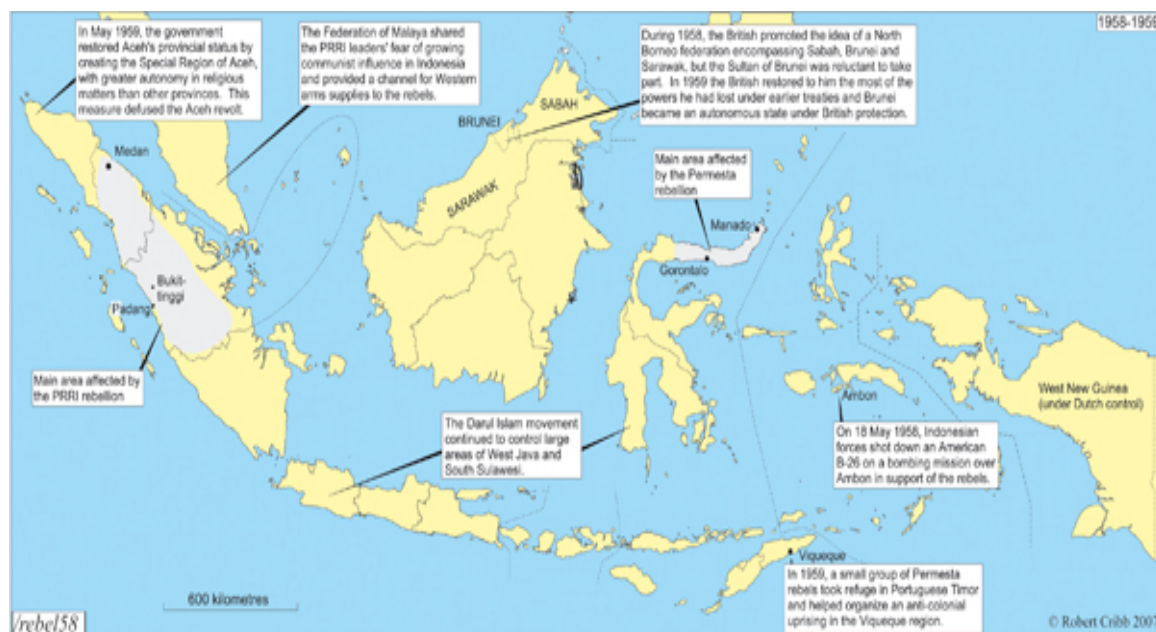 1958-1959
In May 1959, the government
restored Aceh's provincial status by
creating the Special Region of Aceh,
with greater autonomy in religious
matters than other provinces. This
measure defused the Aceh revolt.
The Federation of Malaya shared
the PRRI leaders' fear of growing
communist influence in Indonesia
and provided a channel for Western
arms supplies to the rebels.
During 1958, the British promoted the idea of a North
Borneo federation encompassing Sabah, Brunei and
Sarawak, but the Sultan of Brunei was reluctant to take
part. In 1959 the British restored to him the most of the
powers he had lost under earlier treaties and Brunei
became an autonomous state under British protection.
SABAH
BRUNEI
SARAWAK
Medan
Main area affected
by the Permesta
rebellion
Manado
Gorontalo
Bukit-
tinggi
Padang
Main area affected by
the PRRI rebellion
West New Guinea
(under Dutch control)
Ambon
On 18 May 1958, Indonesian
forces shot down an American
B-26 on a bombing mission over
Ambon in support of the rebels.
The Darul Islam movement
continued to control large
areas of West Java and
South Sulawesi.
Viqueque
In 1959, a small group of Permesta
rebels took refuge in Portuguese Timor
and helped organize an anti-colonial
uprising in the Viqueque region.
600 kilometres
/rebel58
© Robert Cribb 2007